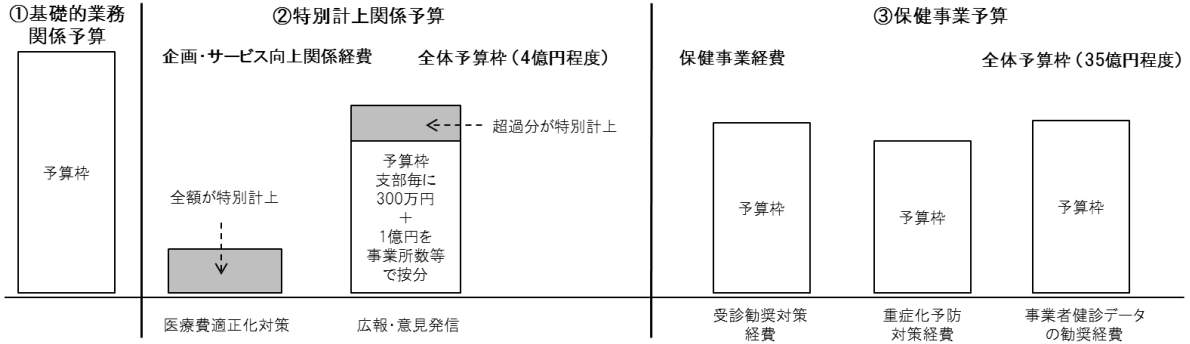 ①基礎的業務
関係予算
予算枠
②特別計上関係予算
企画・サービス向上関係経費
全体予算枠（4億円程度）
全額が特別計上
超過分が特別計上
予算枠
支部毎に
300万円
＋
1億円を
事業所数等
で按分
医療費適正化対策
広報・意見発信
③保健事業予算
保健事業経費
全体予算枠（35億円程度）
予算枠
予算枠
予算枠
受診勧奨対策
経費
重症化予防
対策経費
事業者健診データ
の勧奨経費